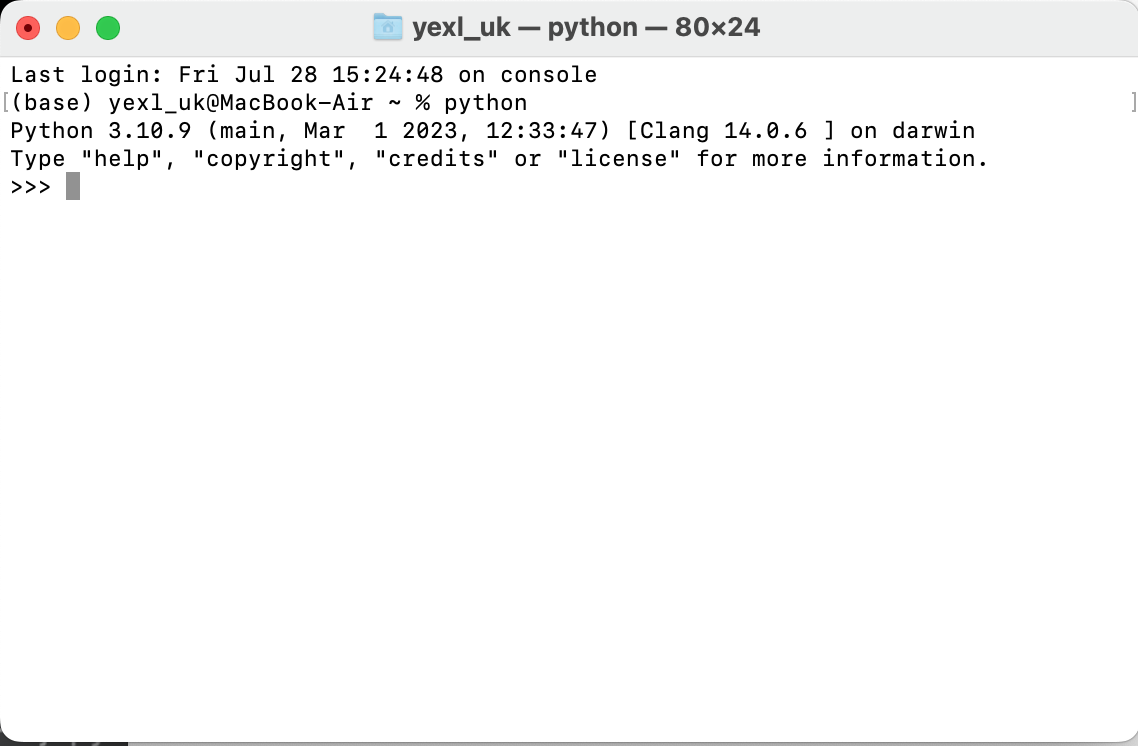 yexl_uk — python — 80×24
Last login: Fri Jul 28 15:24:48 on console
[(base) yexl_uk@MacBook-Air ~ % python ]
Python 3.10.9 (main, Mar  1 2023, 12:33:47) [Clang 14.0.6 ] on darwin
Type "help", "copyright", "credits" or "license" for more information.
>>>